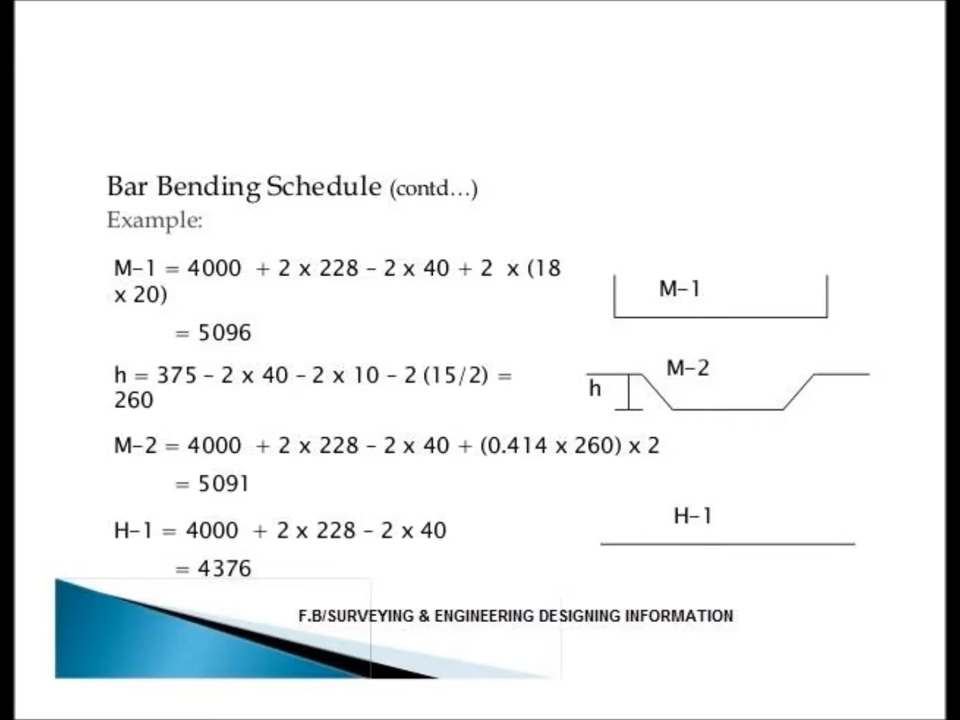 Bar Bending Schedule (contd...)
Example:
M-1 = 4000 + 2 x 228 - 2 x 40 + 2 x (18
x 20)
= 5096
M-1
h = 375 - 2 x 40 - 2 x 10 - 2 (15/2) =
260
M-2
h
M-2 = 4000 + 2 x 228 - 2 x 40 + (0.414 x 260) x 2
= 5091
H-1 = 4000 + 2 x 228 - 2 x 40
= 4376
H-1
F.B/SURVEYING & ENGINEERING DESIGNING INFORMATION